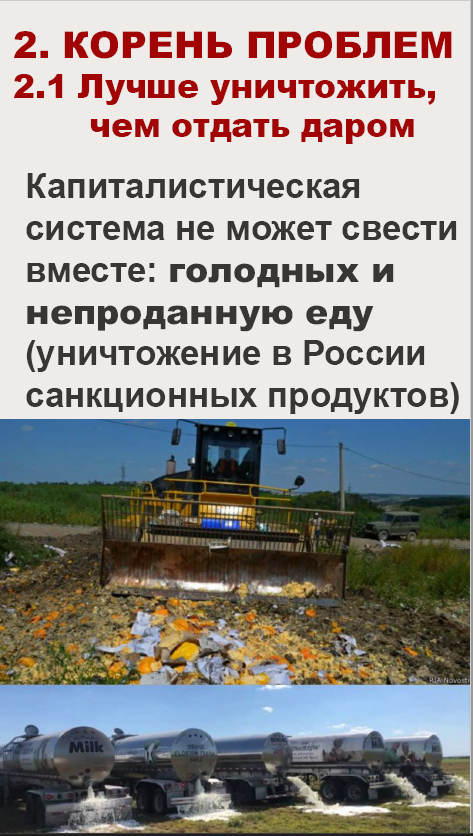 2. КОРЕНЬ ПРОБЛЕМ
2.1 Лучше уничтожить,
чем отдать даром
Капиталистическая
система не может свести
вместе: голодных и
непроданную еду
(уничтожение в России
санкционных продуктов)
RIA Novosti
Milk
Milk